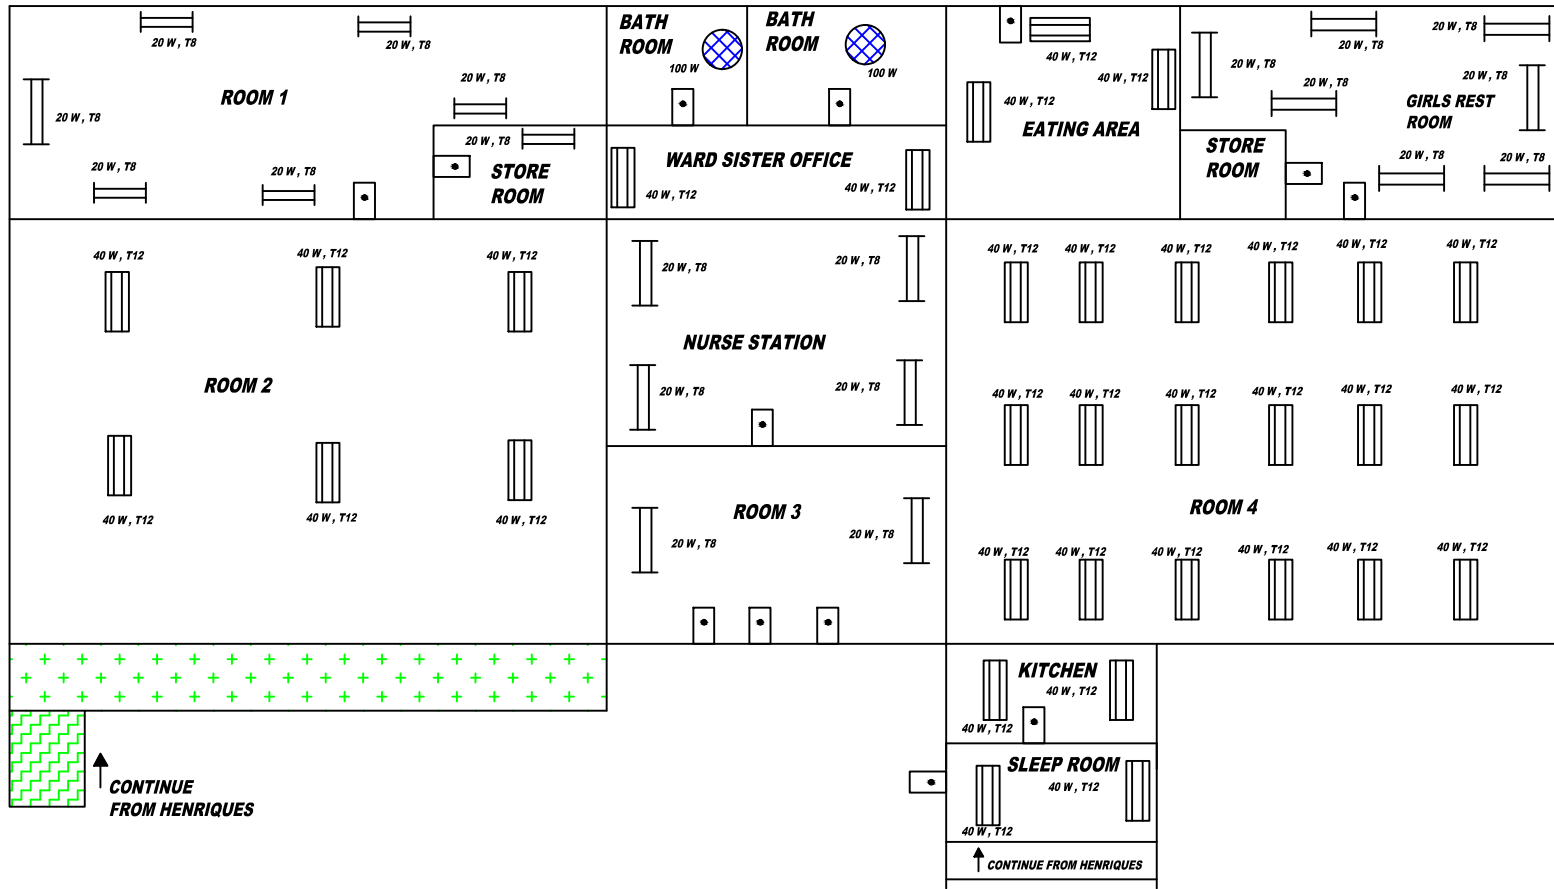 20 W , T8
20 W , T8
20 W , T8
ROOM 1
20 W , T8
20 W , T8
20 W , T8
20 W , T8
STORE
ROOM
BATH
ROOM
100 W
BATH
ROOM
100 W
WARD SISTER OFFICE
40 W , T12
40 W , T12
40 W , T12
40 W , T12
40 W , T12
EATING AREA
20 W , T8
20 W , T8
20 W , T8
20 W , T8
20 W , T8
GIRLS REST
ROOM
20 W , T8
20 W , T8
STORE
ROOM
40 W , T12
40 W , T12
40 W , T12
ROOM 2
40 W , T12
40 W , T12
40 W , T12
20 W , T8
20 W , T8
NURSE STATION
20 W , T8
20 W , T8
ROOM 3
20 W , T8
20 W , T8
40 W , T12
40 W , T12
40 W , T12
40 W , T12
40 W , T12
40 W , T12
40 W , T12
40 W , T12
40 W , T12
40 W , T12
40 W , T12
40 W , T12
ROOM 4
40 W , T12
40 W , T12
40 W , T12
40 W , T12
40 W , T12
40 W , T12
KITCHEN
40 W , T12
40 W , T12
SLEEP ROOM
40 W , T12
40 W , T12
CONTINUE
FROM HENRIQUES
CONTINUE FROM HENRIQUES